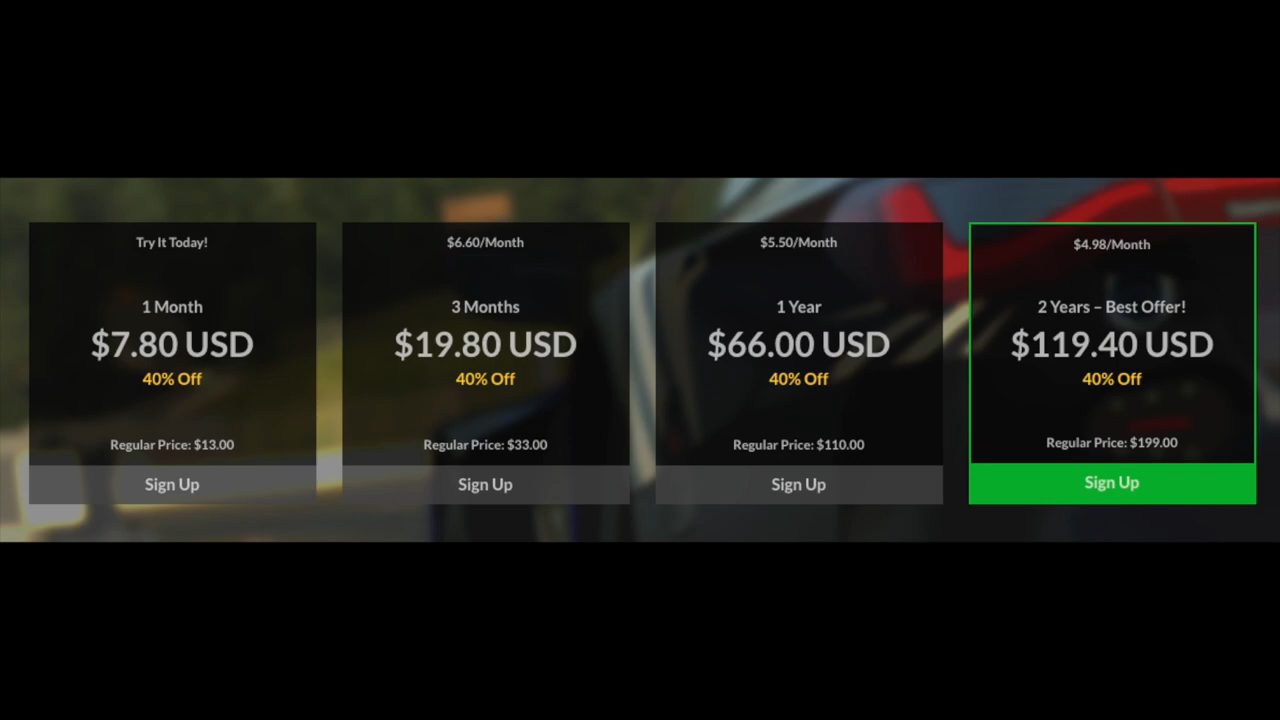 Try It Today!
1 Month
$7.80 USD
40% Off
Regular Price: $13.00
Sign Up
$6.60/Month
3 Months
$19.80 USD
40% Off
Regular Price: $33.00
Sign Up
$5.50/Month
1 Year
$66.00 USD
40% Off
Regular Price: $110.00
Sign Up
$4.98/Month
2 Years – Best Offer!
$119.40 USD
40% Off
Regular Price: $199.00
Sign Up